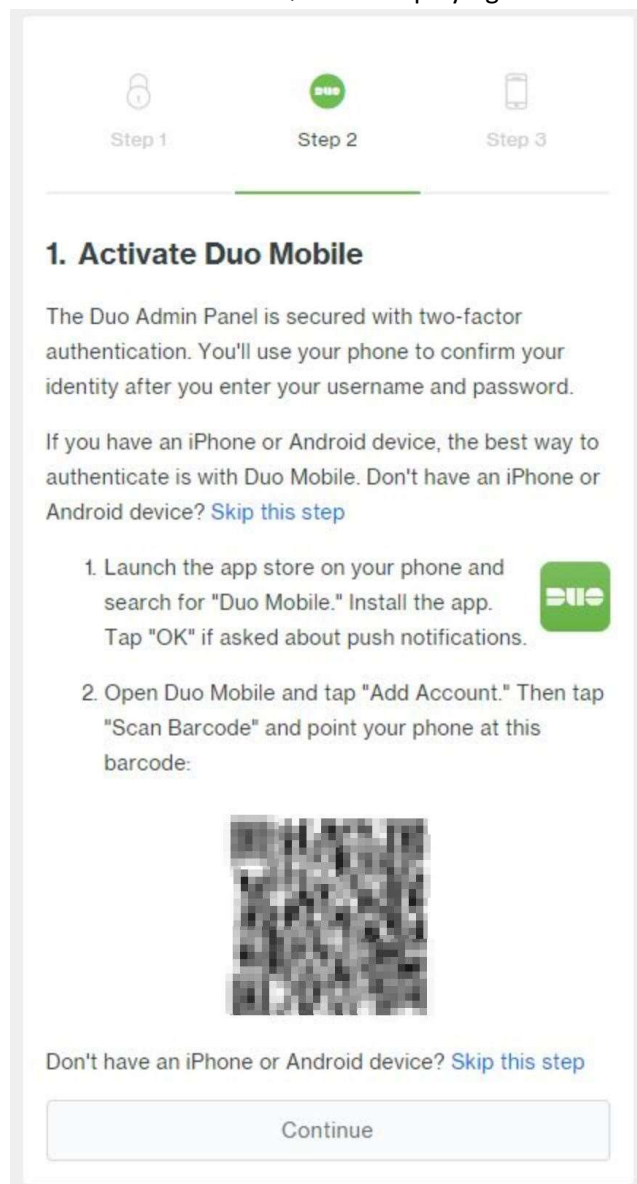 Step 1
DUO
Step 2
Step 3
1. Activate Duo Mobile
The Duo Admin Panel is secured with two-factor
authentication. You'll use your phone to confirm your
identity after you enter your username and password.
If you have an iPhone or Android device, the best way to
authenticate is with Duo Mobile. Don't have an iPhone or
Android device? Skip this step
1. Launch the app store on your phone and
search for "Duo Mobile." Install the app.
Tap "OK" if asked about push notifications.
DUO
2. Open Duo Mobile and tap "Add Account." Then tap
"Scan Barcode" and point your phone at this
barcode:
Don't have an iPhone or Android device? Skip this step
Continue